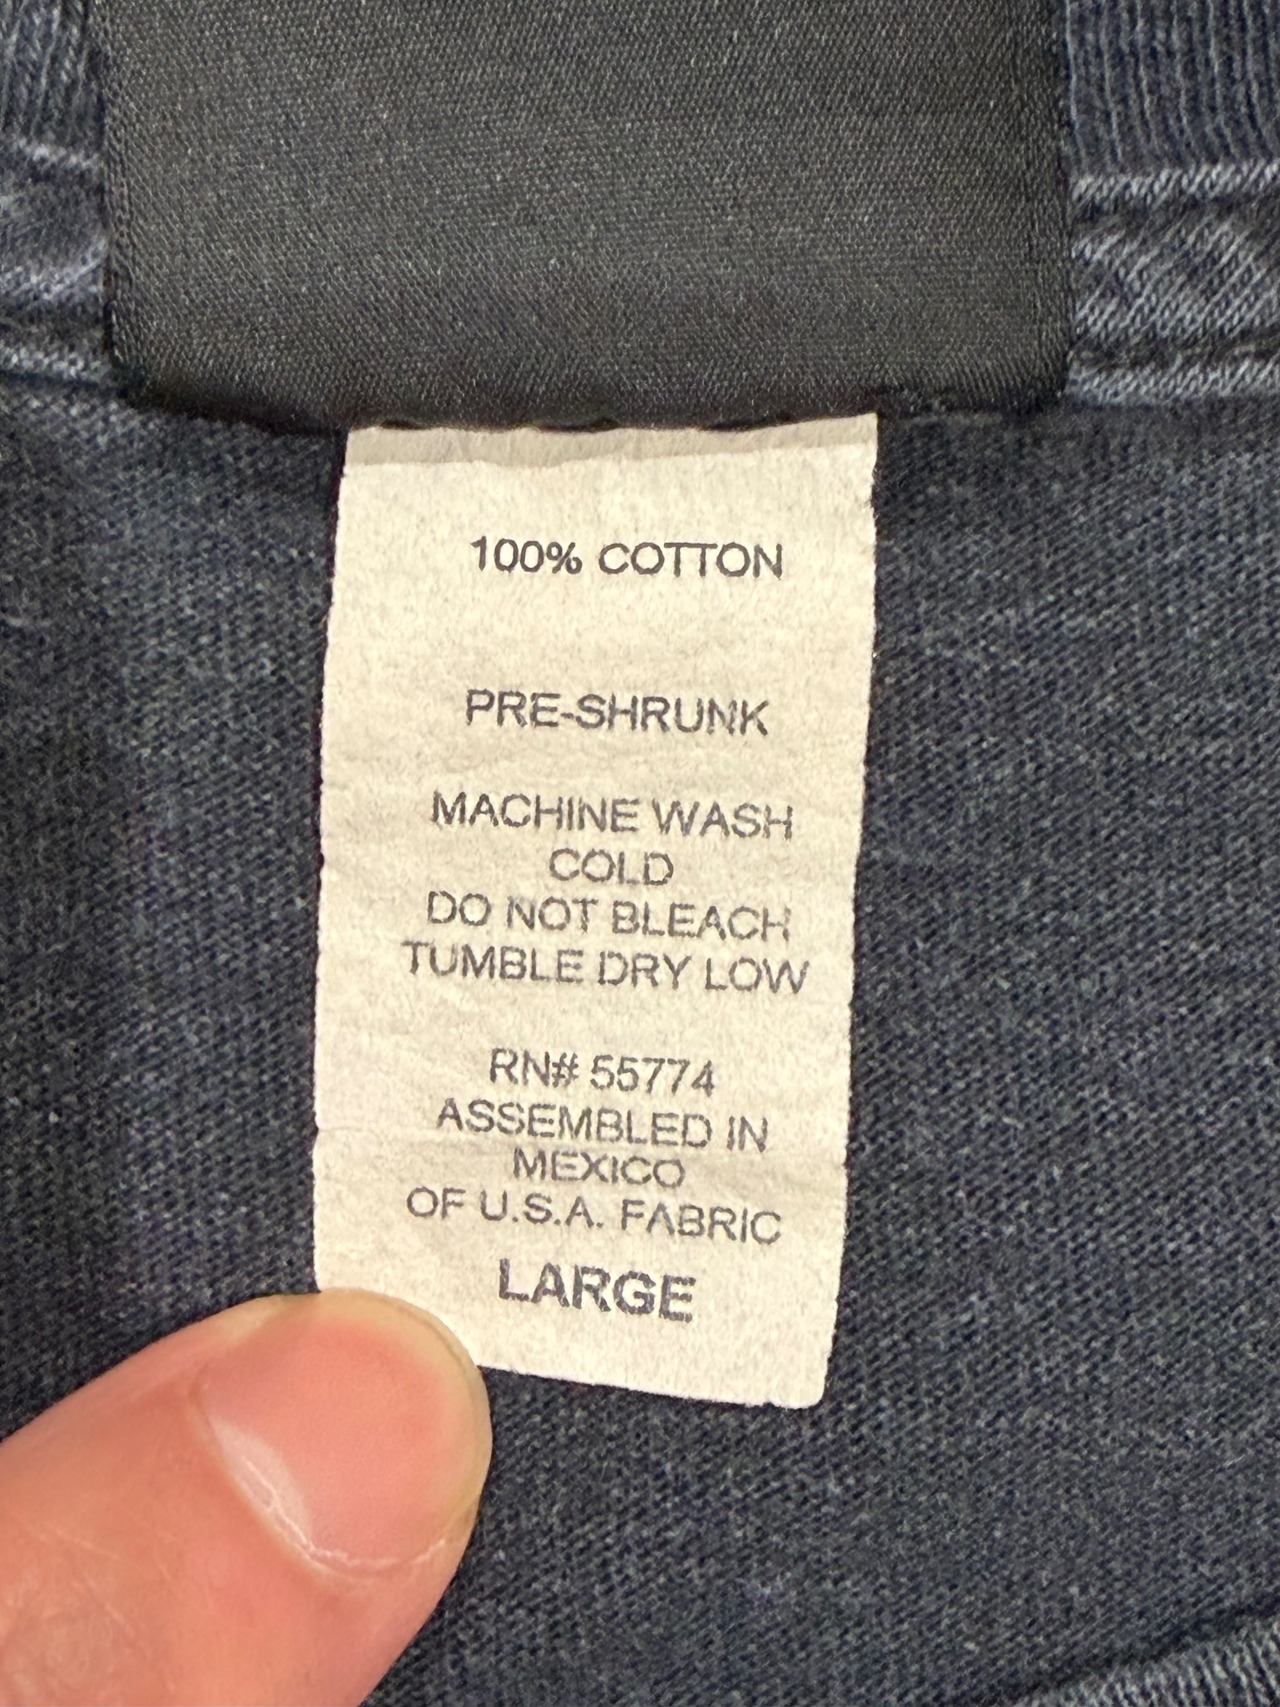 100% COTTON
PRE-SHRUNK
MACHINE WASH
COLD
DO NOT BLEACH
TUMBLE DRY LOW
RN# 55774
ASSEMBLED IN
MEXICO
OF U.S.A. FABRIC
LARGE